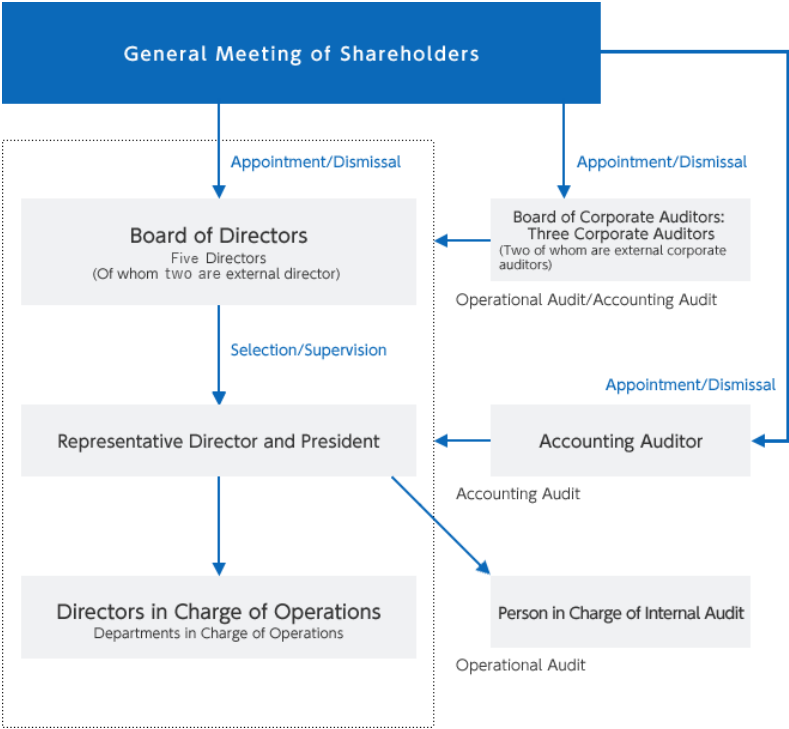 General Meeting of Shareholders
Appointment/Dismissal
Appointment/Dismissal
Board of Directors
Five Directors
(Of whom two are external director)
Board of Corporate Auditors:
Three Corporate Auditors
(Two of whom are external corporate
auditors)
Operational Audit/Accounting Audit
Selection/Supervision
Appointment/Dismissal
Representative Director and President
Accounting Auditor
Accounting Audit
Directors in Charge of Operations
Departments in Charge of Operations
Person in Charge of Internal Audit
Operational Audit